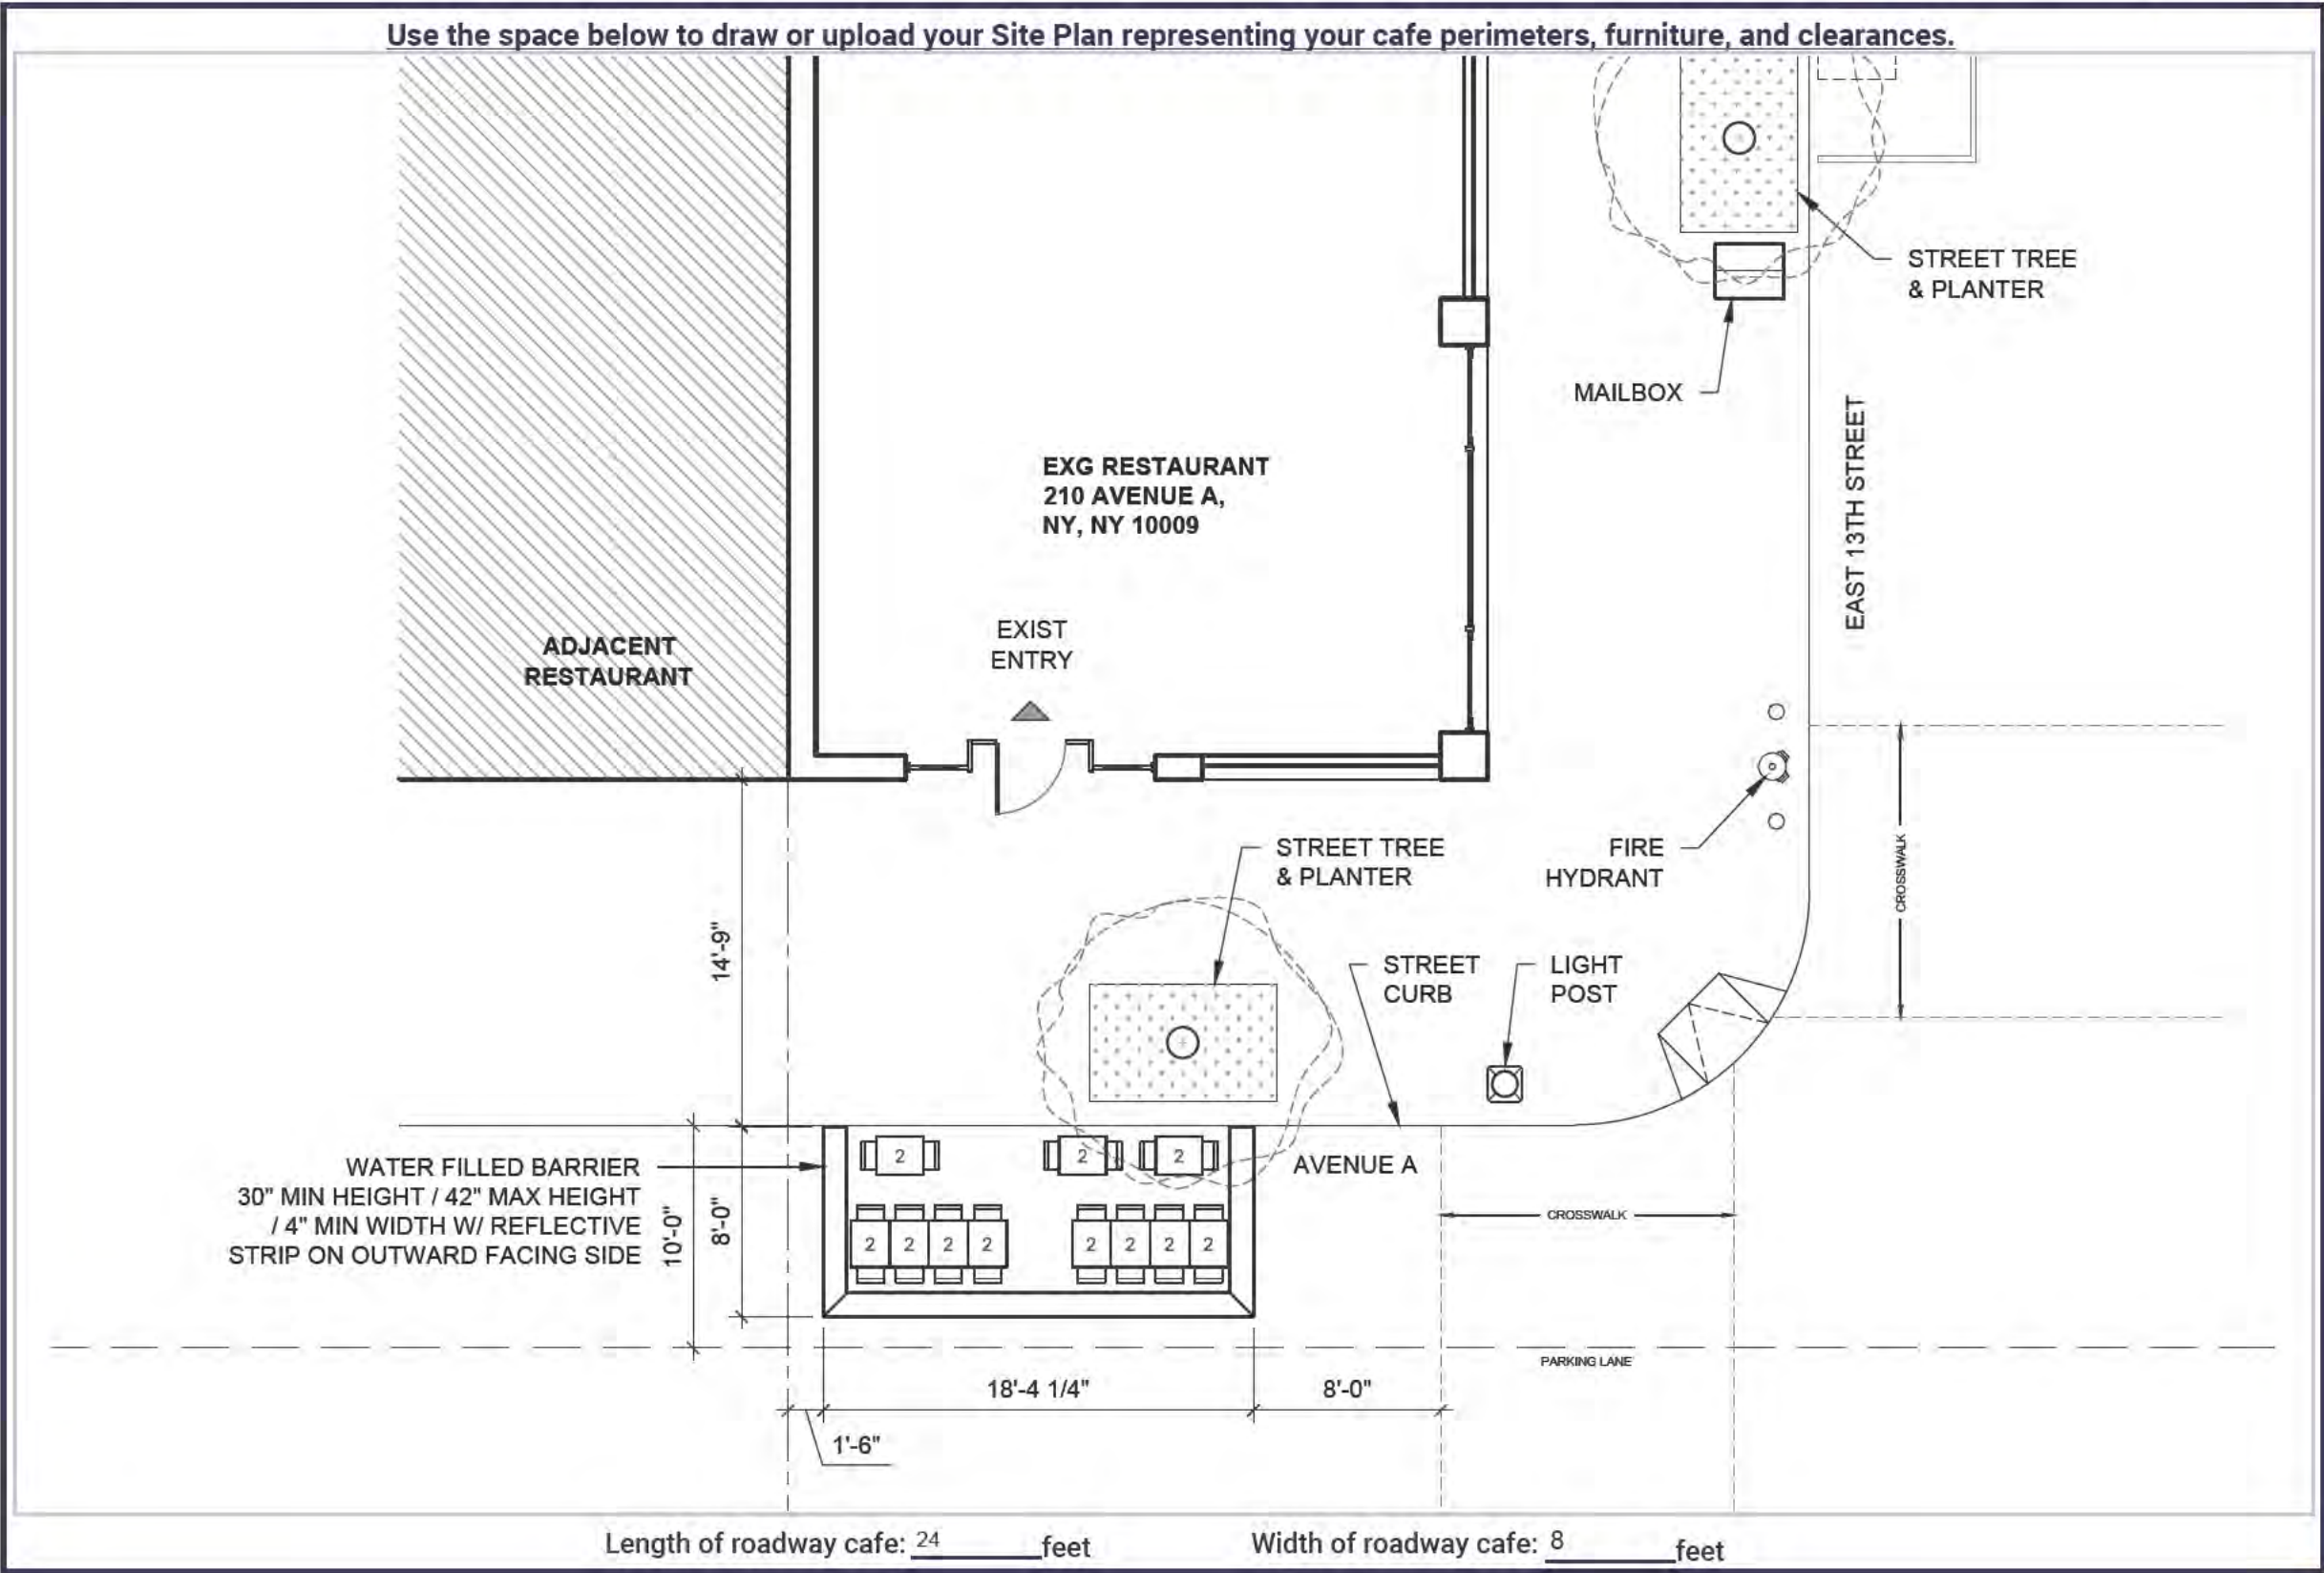 Use the space below to draw or upload your Site Plan representing your cafe perimeters, furniture, and clearances.
STREET TREE
& PLANTER
MAILBOX
EAST 13TH STREET
EXG RESTAURANT
210 AVENUE A,
NY, NY 10009
EXIST
ENTRY
ADJACENT
RESTAURANT
STREET TREE
& PLANTER
FIRE
HYDRANT
CROSSWALK
14'-9"
STREET
CURB
LIGHT
POST
WATER FILLED BARRIER
30" MIN HEIGHT / 42" MAX HEIGHT
/ 4" MIN WIDTH W/ REFLECTIVE
STRIP ON OUTWARD FACING SIDE
10'-0"
8'-0"
2
2
2
2 2 2 2
2 2 2 2
AVENUE A
CROSSWALK
PARKING LANE
18'-4 1/4"
8'-0"
1'-6"
Length of roadway cafe: 24 feet
Width of roadway cafe: 8 feet